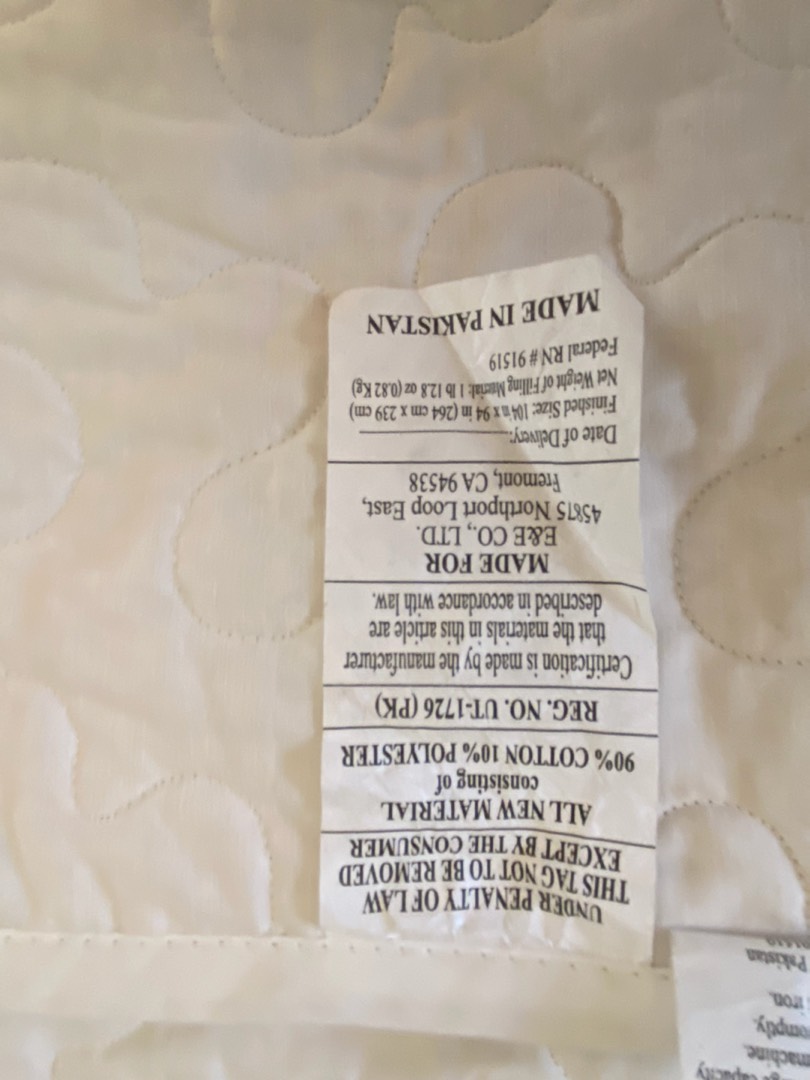 UNDER PENALTY OF LAW
THIS TAG NOT TO BE REMOVED
EXCEPT BY THE CONSUMER
ALL NEW MATERIAL
consisting of
90% COTTON 10% POLYESTER
REG. NO. UT-1726 (PK)
Certification is made by the manufacturer
that the materials in this article are
described in accordance with law.
MADE FOR
E&E CO., LTD.
45875 Northport Loop East,
Fremont, CA 94538
Date of Delivery:
Finished Size: 104 in x 94 in (264 cm x 239 cm)
Net Weight of Filling Material: 1 lb 12.8 oz (0.82 Kg)
Federal RN # 91519
MADE IN PAKISTAN
capacity
machine.
iron.
Pakistan